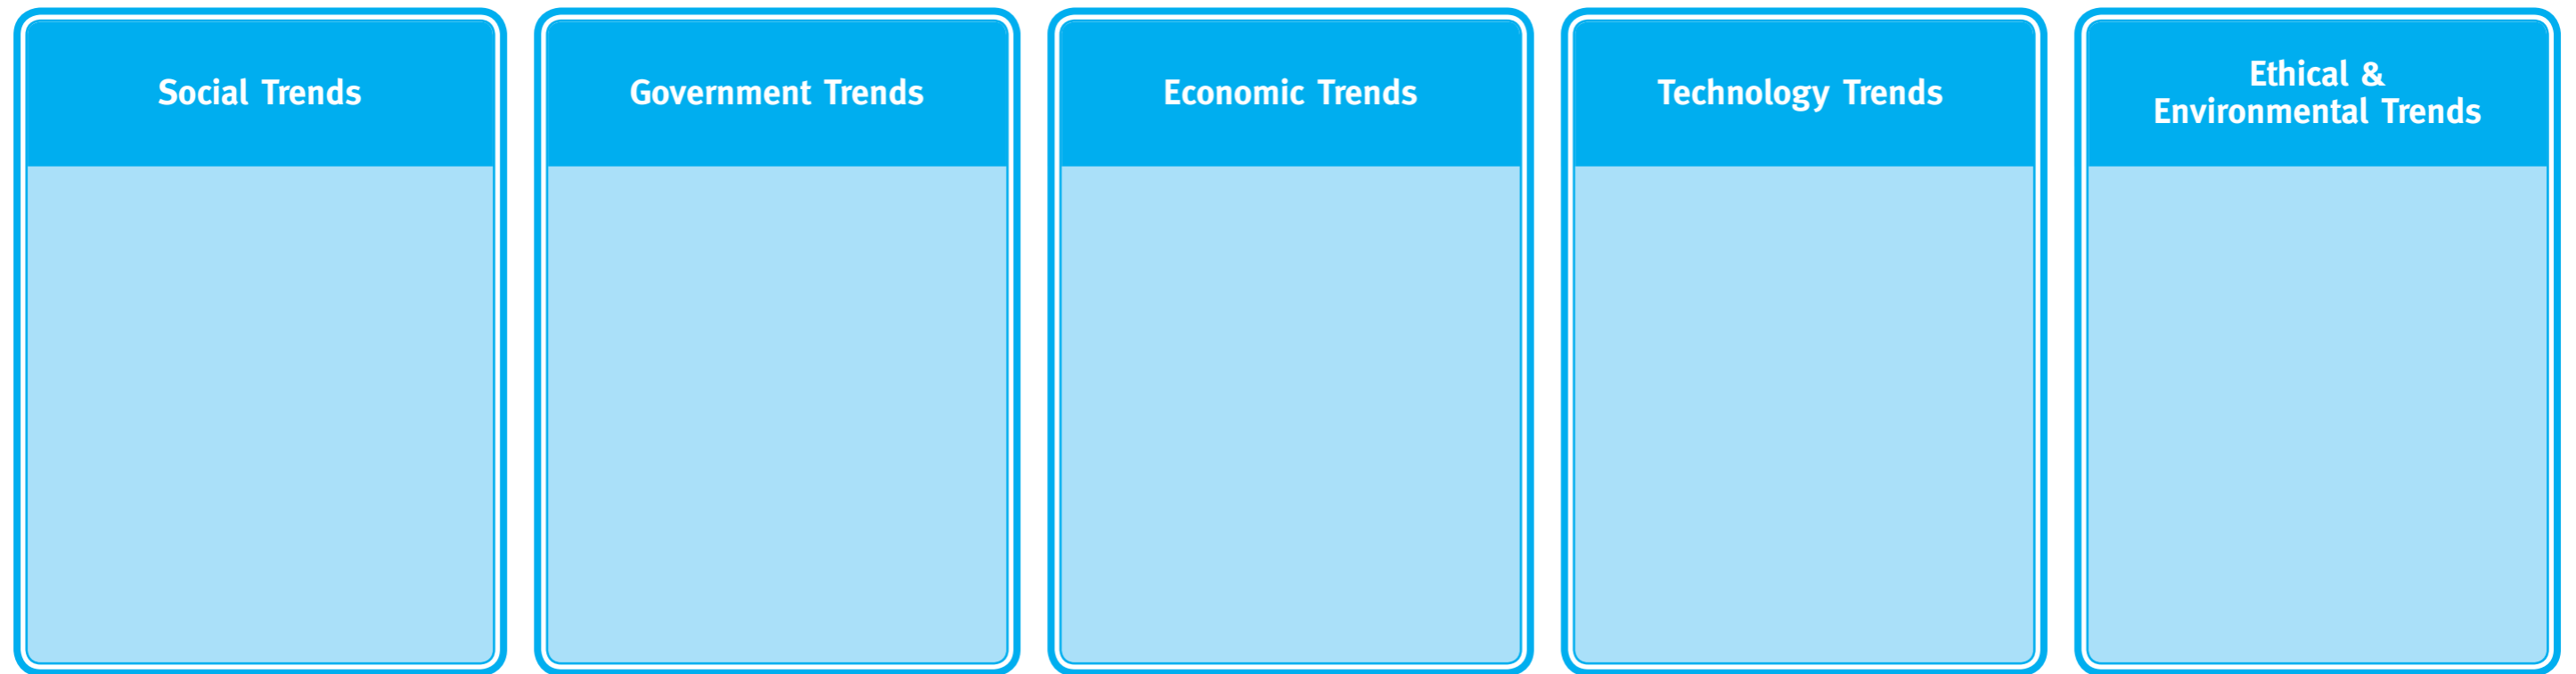 Social Trends
Government Trends
Economic Trends
Technology Trends
Ethical &
Environmental Trends